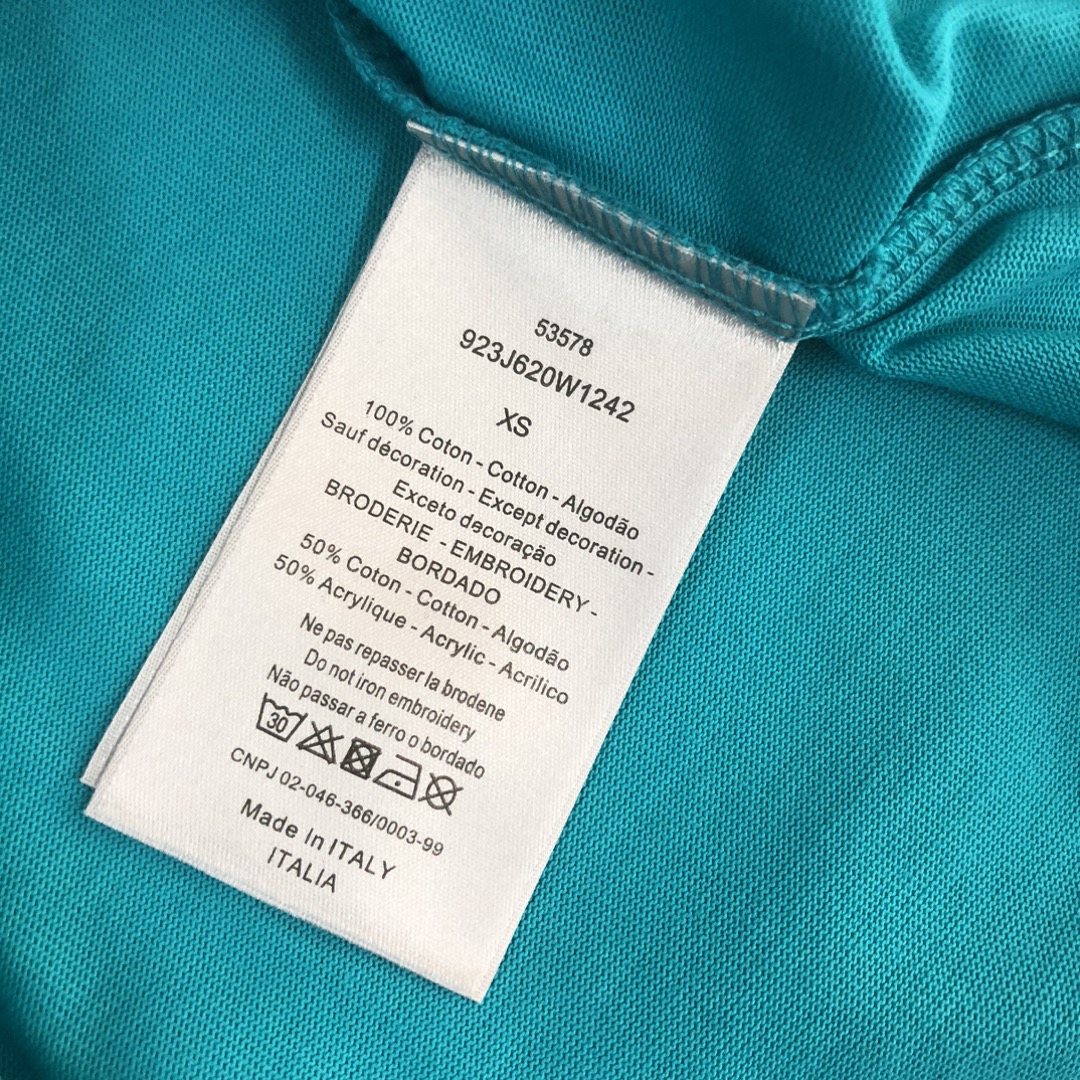 53578
923J620W1242
XS
100% Coton - Cotton - Algodão
Sauf décoration - Except decoration -
Exceto decoração
BRODERIE - EMBROIDERY -
BORDADO
50% Coton - Cotton - Algodão
50% Acrylique - Acrylic - Acrilico
Ne pas repasser la brodene
Do not iron embroidery
Não passar a ferro o bordado
30
CNPJ 02-046-366/0003-99
Made In ITALY
ITALIA